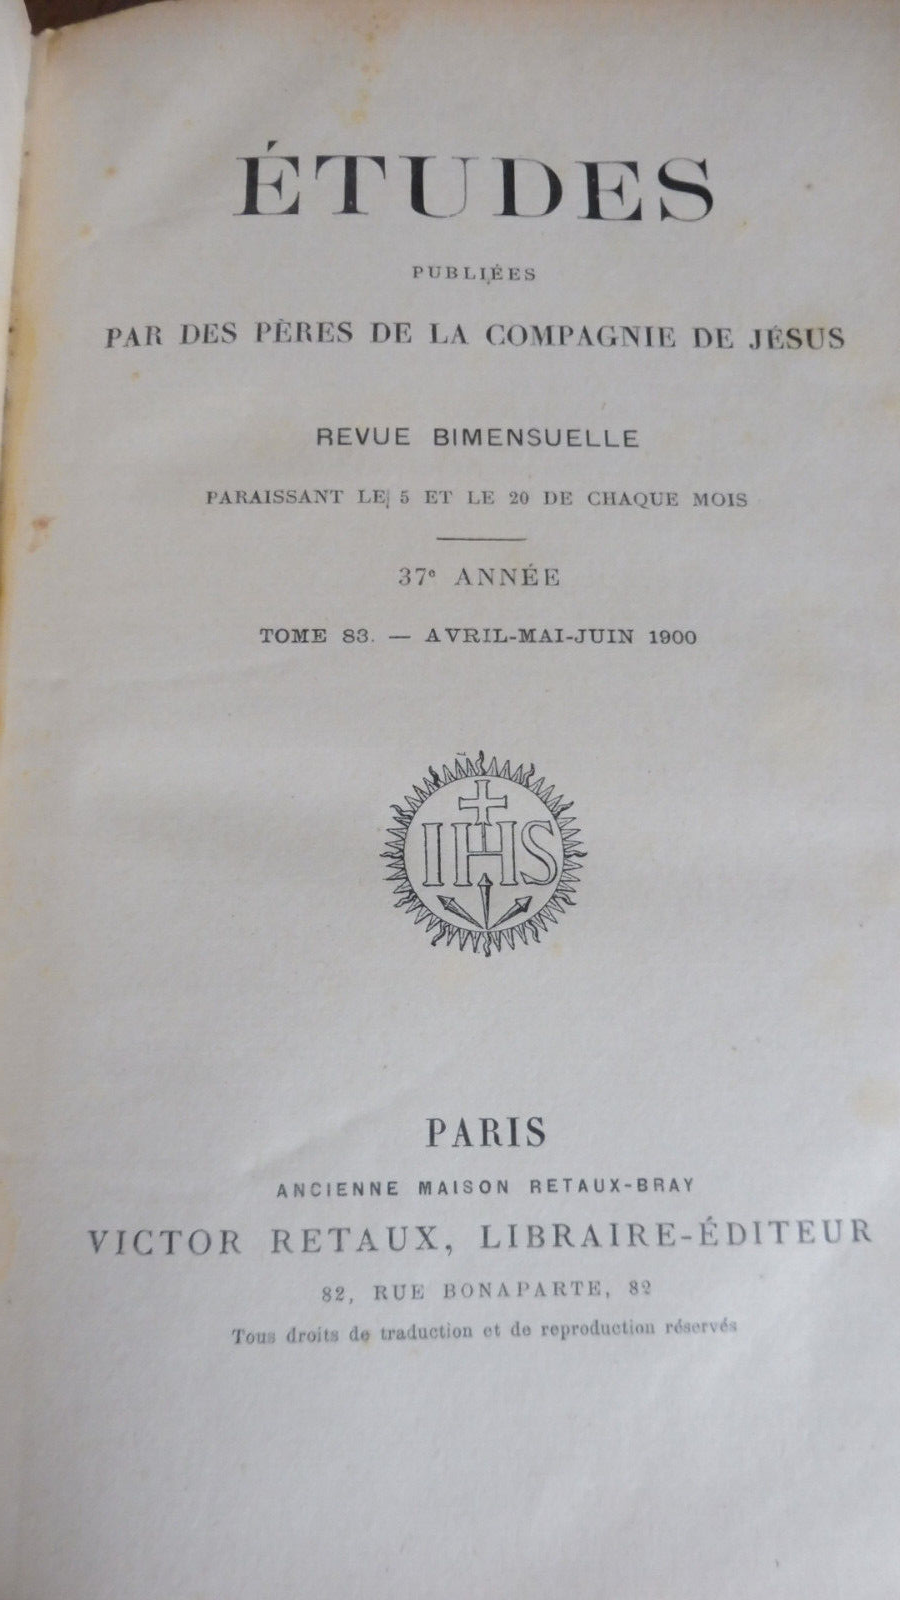 ÉTUDES
PUBLIÉES
PAR DES PÈRES DE LA COMPAGNIE DE JÉSUS
REVUE BIMENSUELLE
PARAISSANT LE 5 ET LE 20 DE CHAQUE MOIS
37e ANNÉE
TOME 83. — AVRIL-MAI-JUIN 1900
IHS
PARIS
ANCIENNE MAISON RETAUX-BRAY
VICTOR RETAUX, LIBRAIRE-ÉDITEUR
82, RUE BONAPARTE, 82
Tous droits de traduction et de reproduction réservés